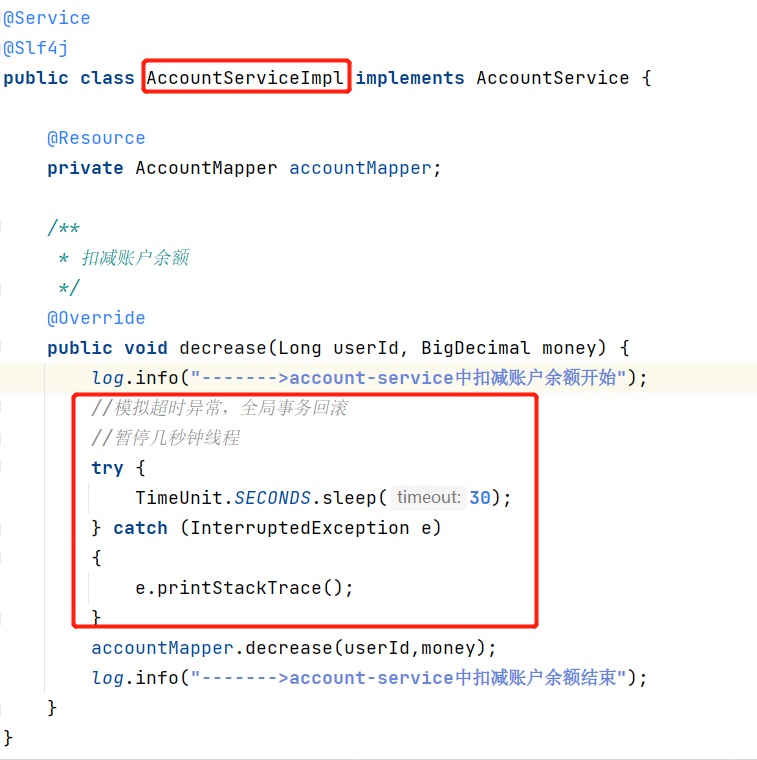 @Service
@Slf4j
public class AccountServiceImpl implements AccountService {
@Resource
private AccountMapper accountMapper;
/**
* 扣减账户余额
*/
@Override
public void decrease(Long userId, BigDecimal money) {
log.info("------->account-service中扣减账户余额开始");
//模拟超时异常，全局事务回滚
//暂停几秒钟线程
try {
TimeUnit.SECONDS.sleep( timeout: 30);
} catch (InterruptedException e)
{
e.printStackTrace();
}
accountMapper.decrease(userId,money);
log.info("------->account-service中扣减账户余额结束");
}
}